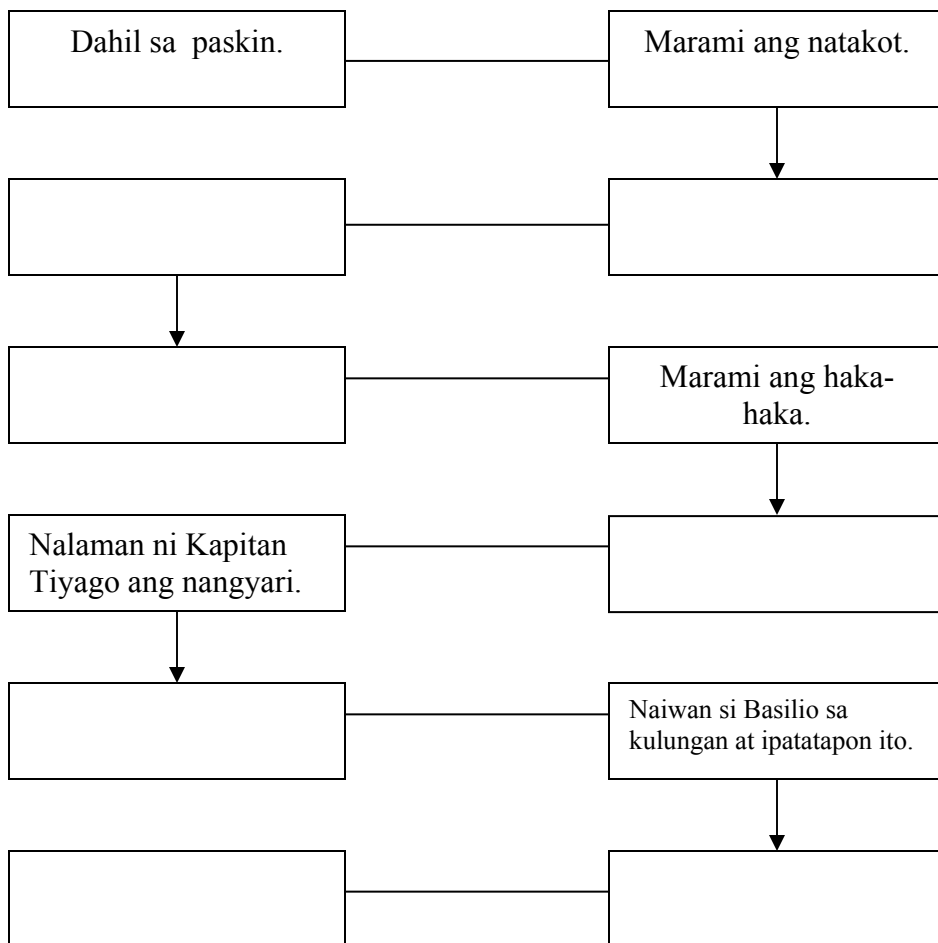 Dahil sa paskin.
Marami ang natakot.
Marami ang haka-
haka.
Nalaman ni Kapitan
Tiyago ang nangyari.
Naiwan si Basilio sa
kulungan at ipatatapon ito.